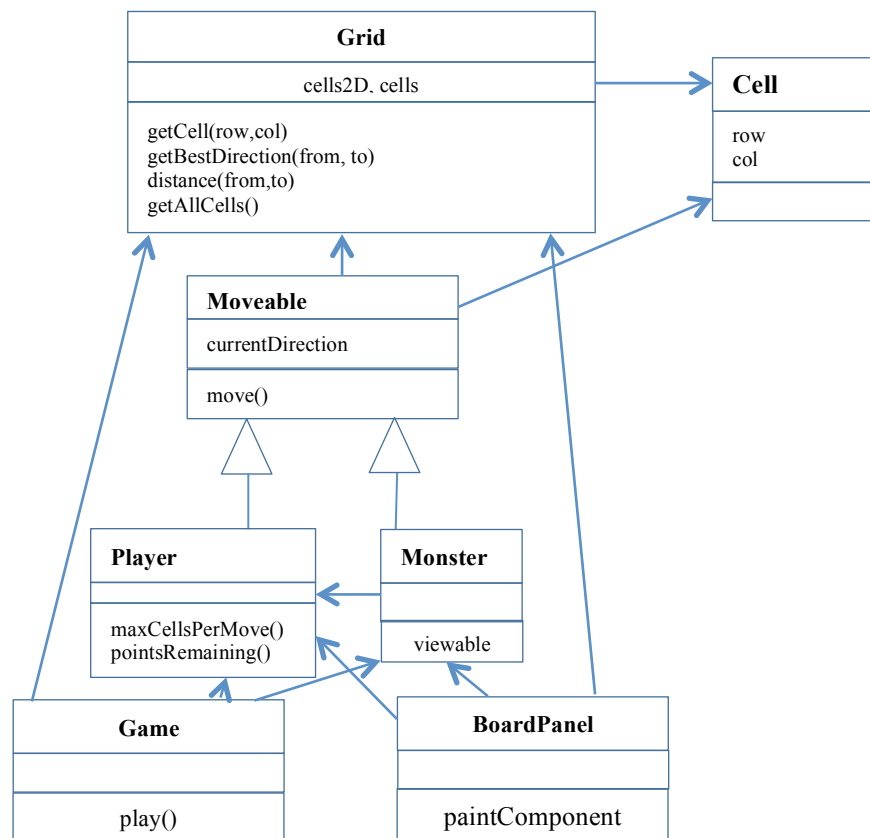 Grid
cells2D, cells
getCell(row,col)
getBestDirection(from, to)
distance(from,to)
getAllCells()
Cell
row
col
Moveable
currentDirection
move()
Player
maxCellsPerMove()
pointsRemaining()
Monster
viewable
Game
play()
BoardPanel
paintComponent